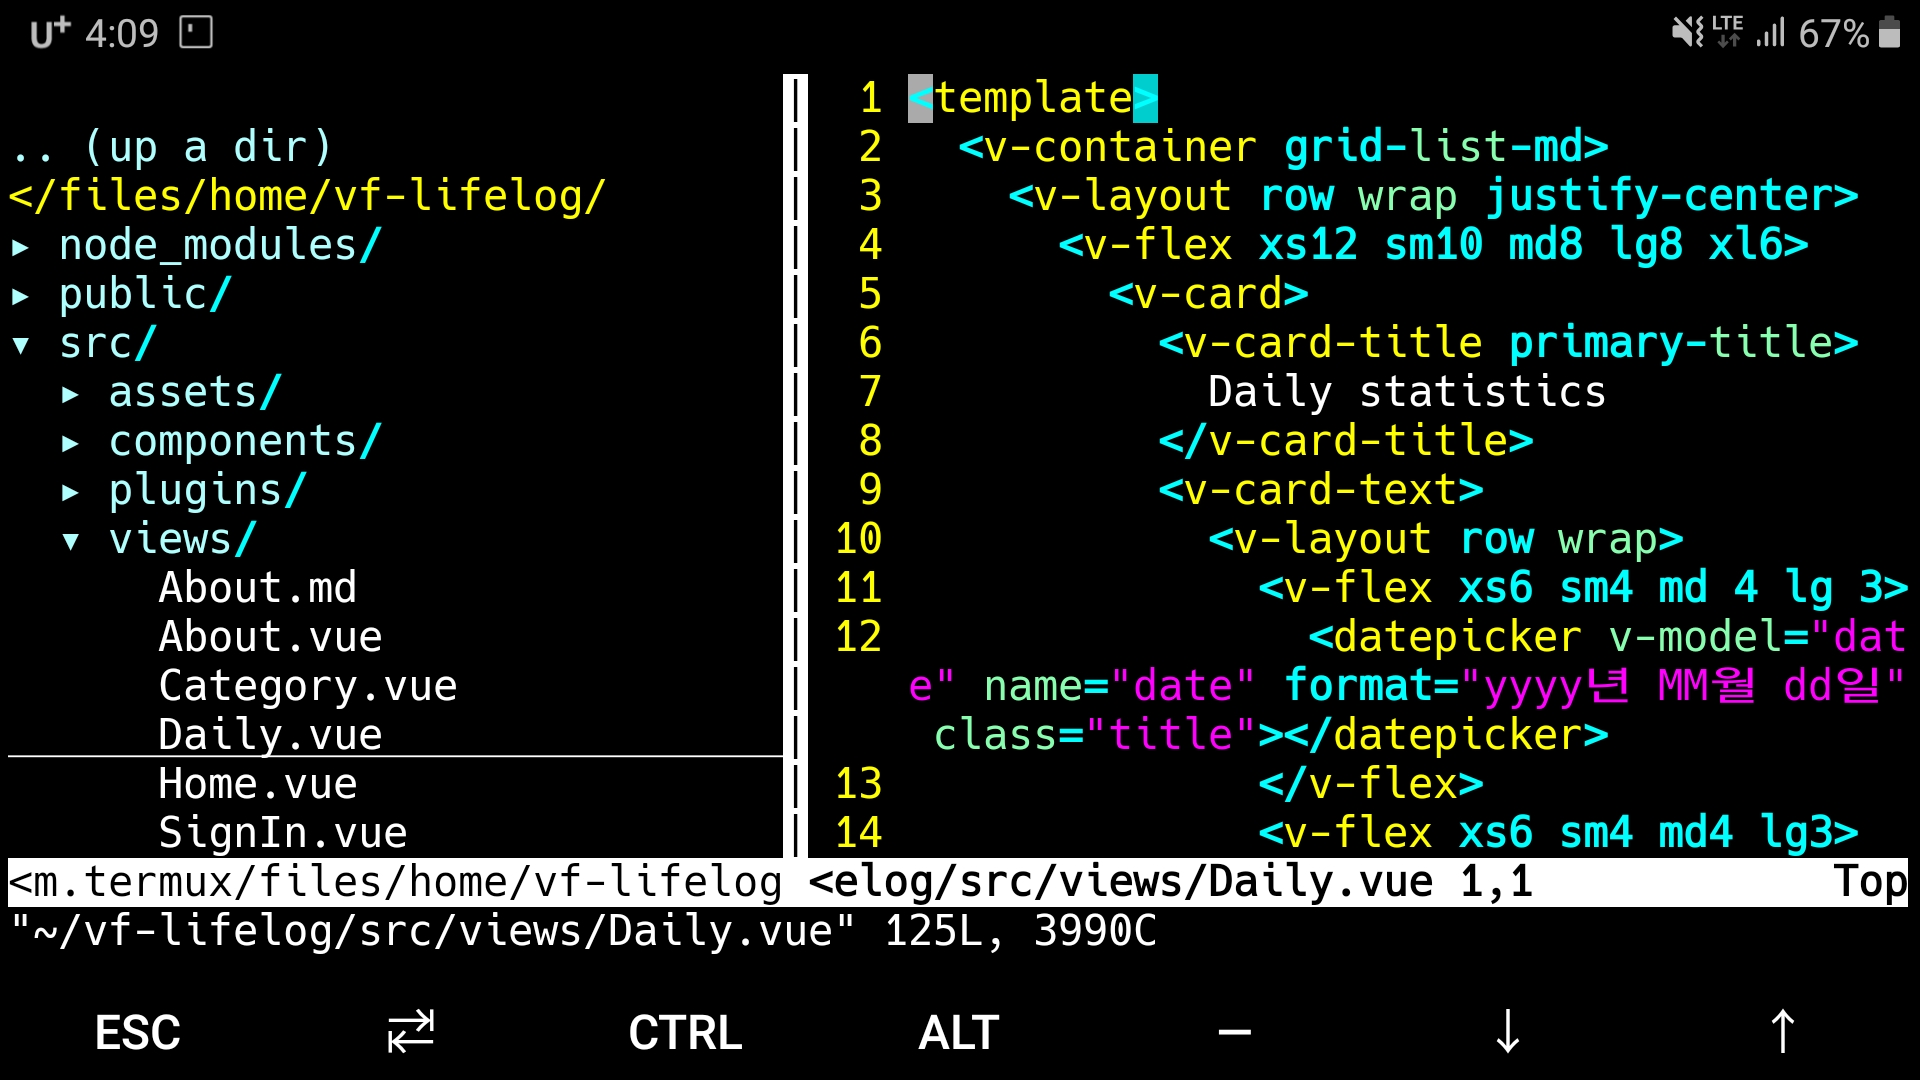 U+ 4:09 LTE 67%
.. (up a dir)
</files/home/vf-lifelog/
▸ node_modules/
▸ public/
▾ src/
▸ assets/
▸ components/
▸ plugins/
▾ views/
About.md
About.vue
Category.vue
Daily.vue
Home.vue
SignIn.vue
<m.termux/files/home/vf-lifelog
1 <template>
2 <v-container grid-list-md>
3 <v-layout row wrap justify-center>
4 <v-flex xs12 sm10 md8 lg8 xl6>
5 <v-card>
6 <v-card-title primary-title>
7 Daily statistics
8 </v-card-title>
9 <v-card-text>
10 <v-layout row wrap>
11 <v-flex xs6 sm4 md 4 lg 3>
12 <datepicker v-model="dat
e" name="date" format="yyyy년 MM월 dd일"
class="title"></datepicker>
13 </v-flex>
14 <v-flex xs6 sm4 md4 lg3>
<elog/src/views/Daily.vue 1,1 Top
"~/vf-lifelog/src/views/Daily.vue" 125L, 3990C
ESC ⇄ CTRL ALT — ↓ ↑